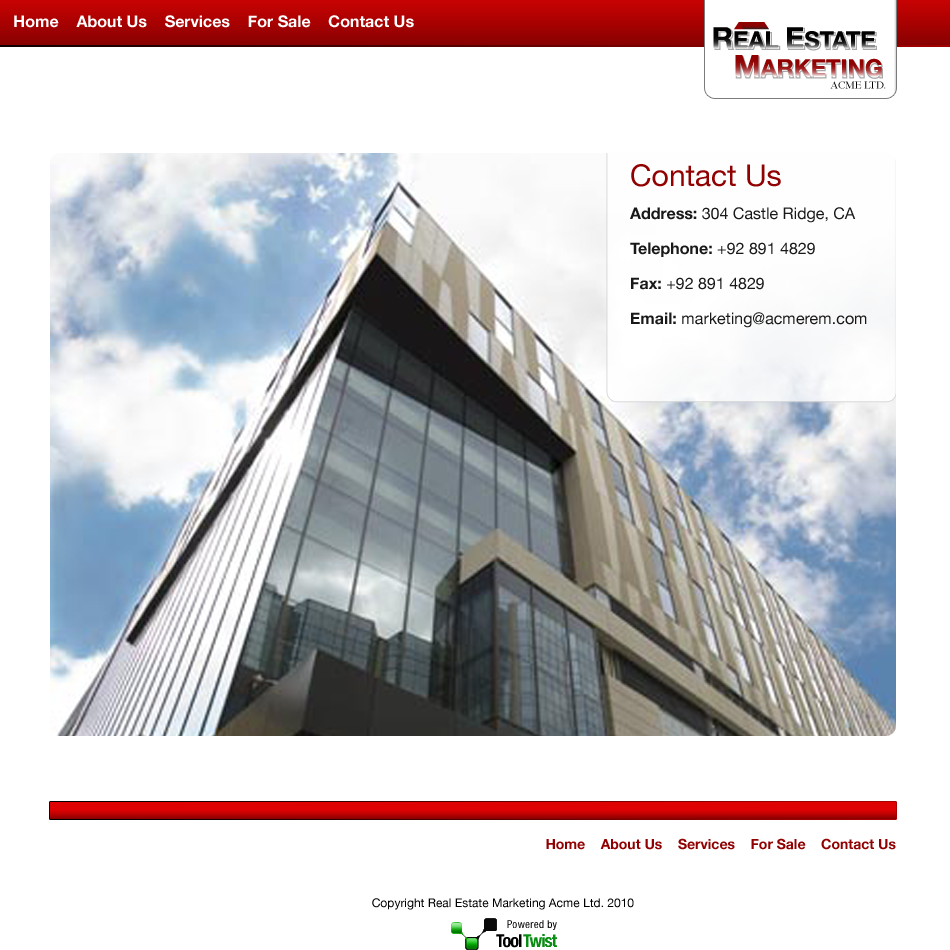 Home About Us Services For Sale Contact Us
REAL ESTATE
MARKETING
ACME LTD.
Contact Us
Address: 304 Castle Ridge, CA
Telephone: +92 891 4829
Fax: +92 891 4829
Email: marketing@acmerem.com
Home About Us Services For Sale Contact Us
Copyright Real Estate Marketing Acme Ltd. 2010
Powered by
ToolTwist